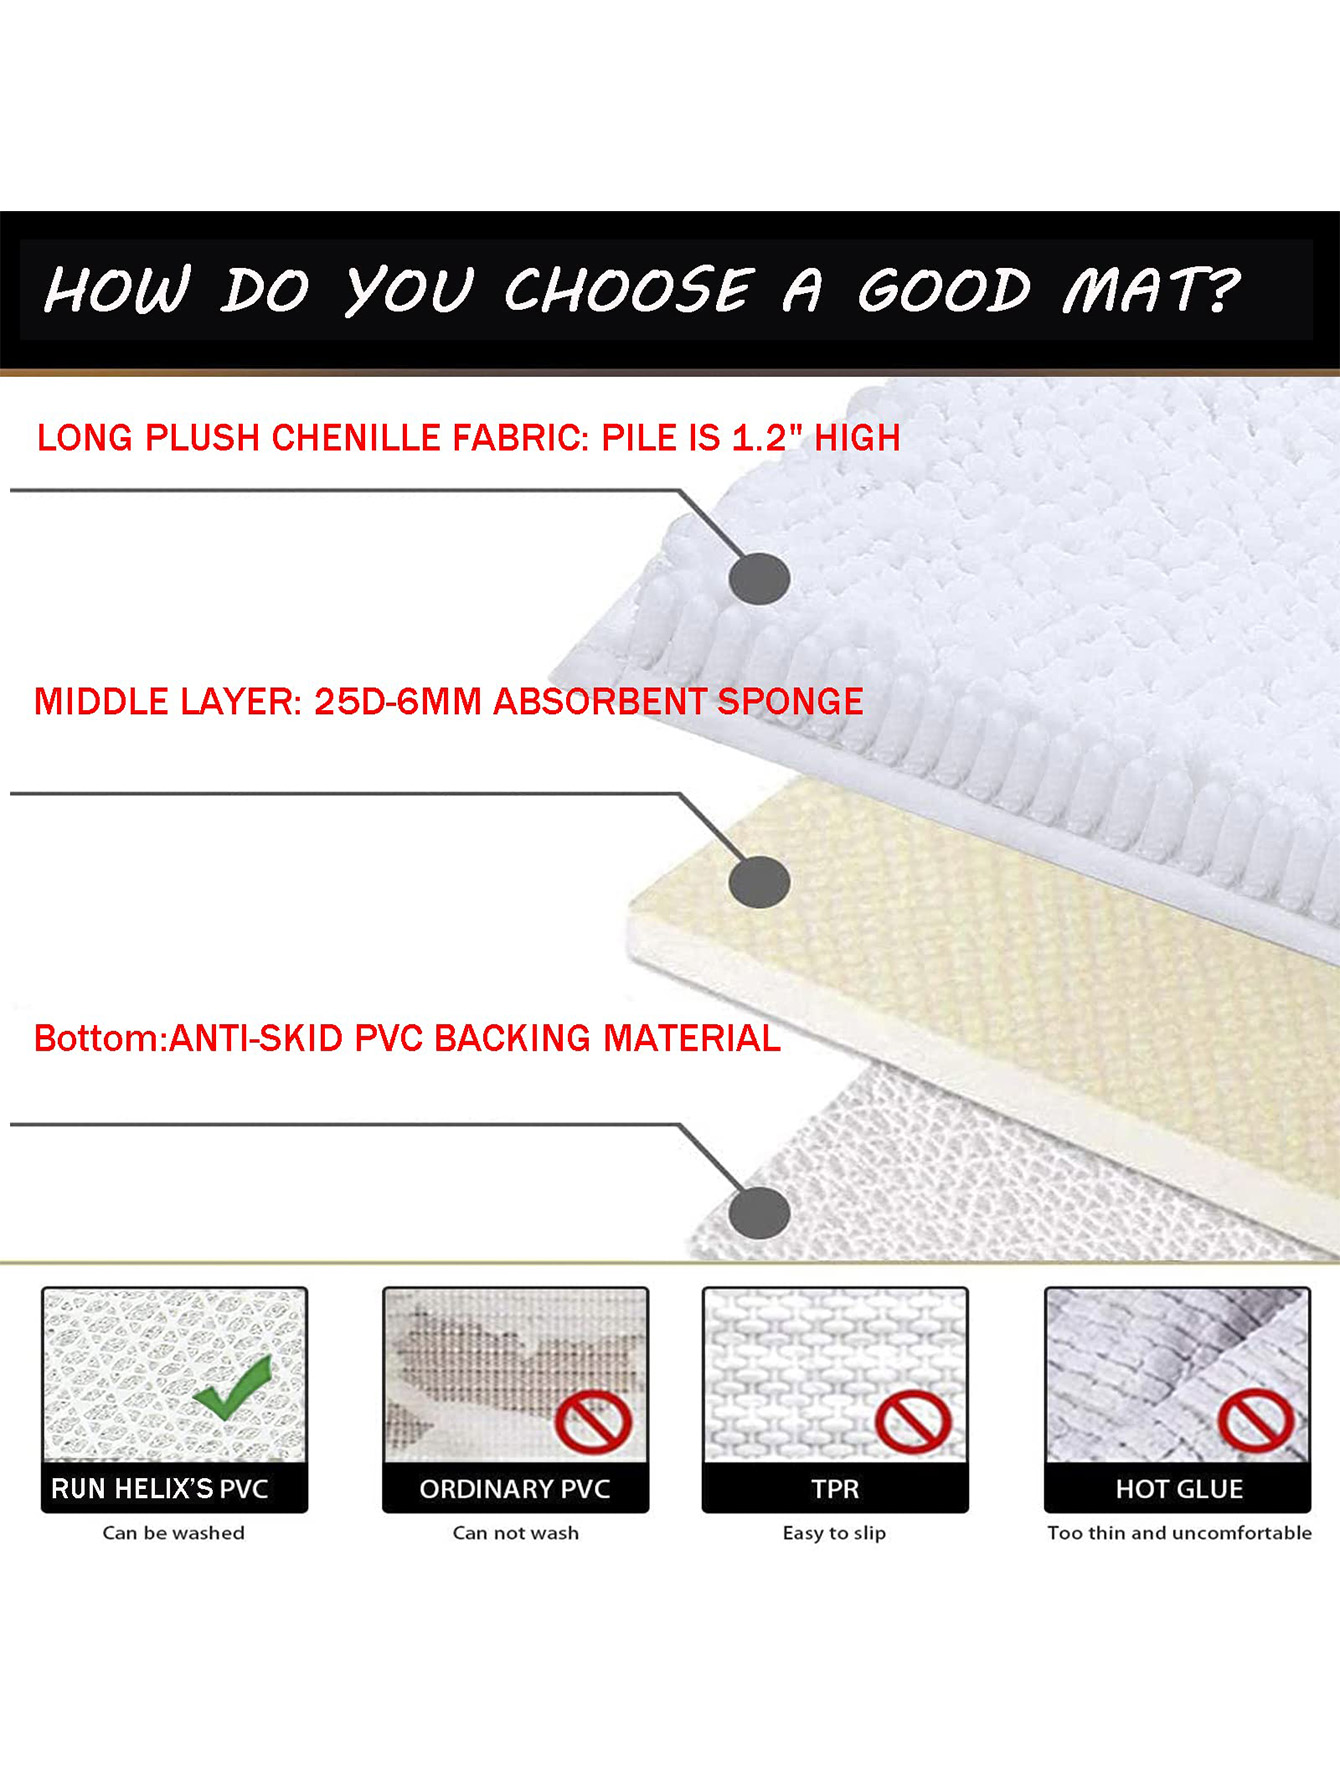 HOW DO YOU CHOOSE A GOOD MAT?
LONG PLUSH CHENILLE FABRIC: PILE IS 1.2" HIGH
MIDDLE LAYER: 25D-6MM ABSORBENT SPONGE
Bottom:ANTI-SKID PVC BACKING MATERIAL
RUN HELIX'S PVC
Can be washed
ORDINARY PVC
Can not wash
TPR
Easy to slip
HOT GLUE
Too thin and uncomfortable